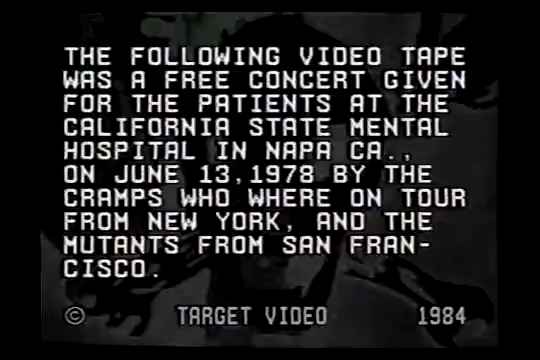 THE FOLLOWING VIDEO TAPE
WAS A FREE CONCERT GIVEN
FOR THE PATIENTS AT THE
CALIFORNIA STATE MENTAL
HOSPITAL IN NAPA CA.,
ON JUNE 13,1978 BY THE
CRAMPS WHO WHERE ON TOUR
FROM NEW YORK, AND THE
MUTANTS FROM SAN FRAN-
CISCO.
© TARGET VIDEO 1984